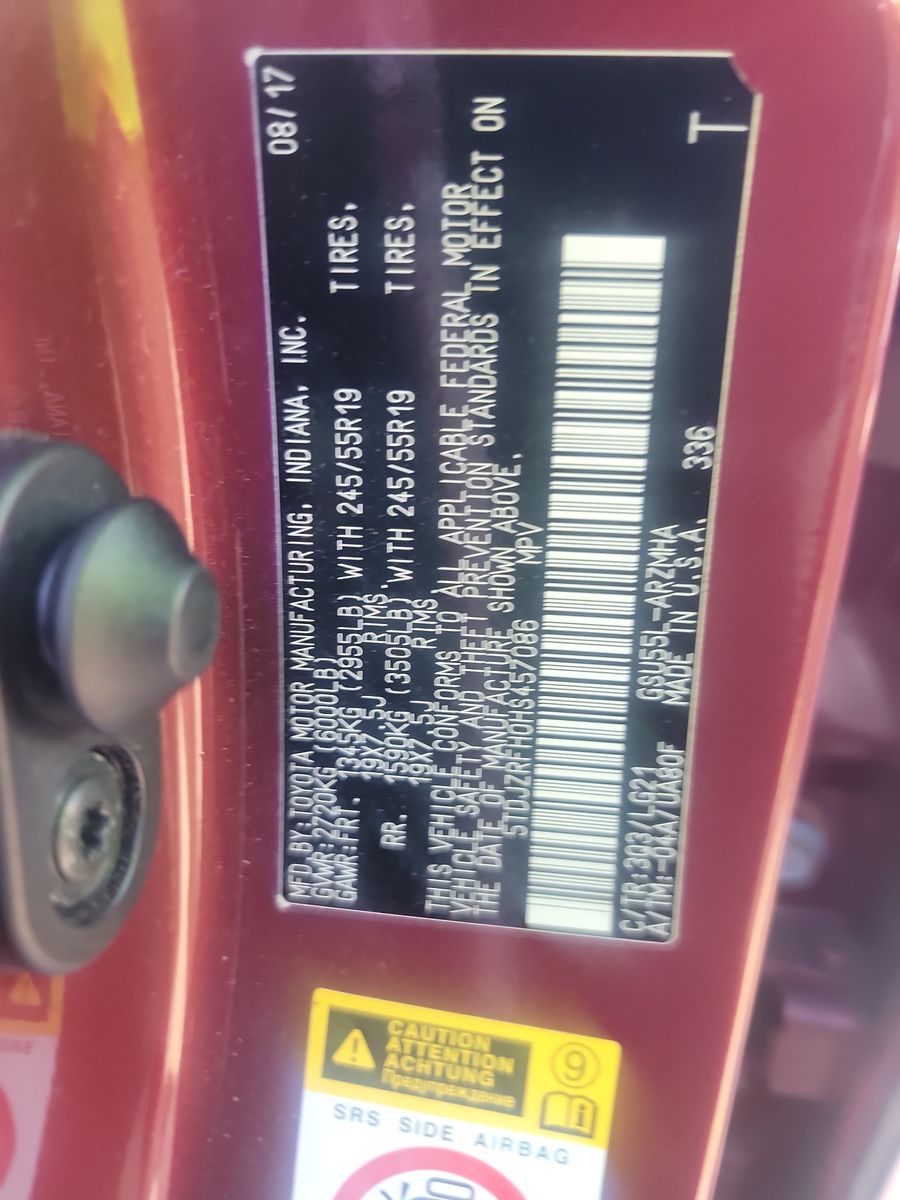 MFD BY:TOYOTA MOTOR MANUFACTURING, INDIANA, INC. 08/17
GVWR:2720KG(6000LB)
GAWR:FRT. 1345KG (2955LB) WITH 245/55R19 TIRES,
19X7.5J RIMS,
RR. 1590KG (3505LB) WITH 245/55R19 TIRES,
19X7.5J RIMS
THIS VEHICLE CONFORMS TO ALL APPLICABLE FEDERAL MOTOR
VEHICLE SAFETY AND THEFT PREVENTION STANDARDS IN EFFECT ON
THE DATE OF MANUFACTURE SHOWN ABOVE.
5TDJZRFH0HS457086 MPV
C/TR:3Q3/LG21 GSU55L-ARZMHA
A/TM:-04A/UA80F MADE IN U.S.A. 336
T
CAUTION
ATTENTION
ACHTUNG
Предупреждение
9
i
SRS SIDE AIRBAG